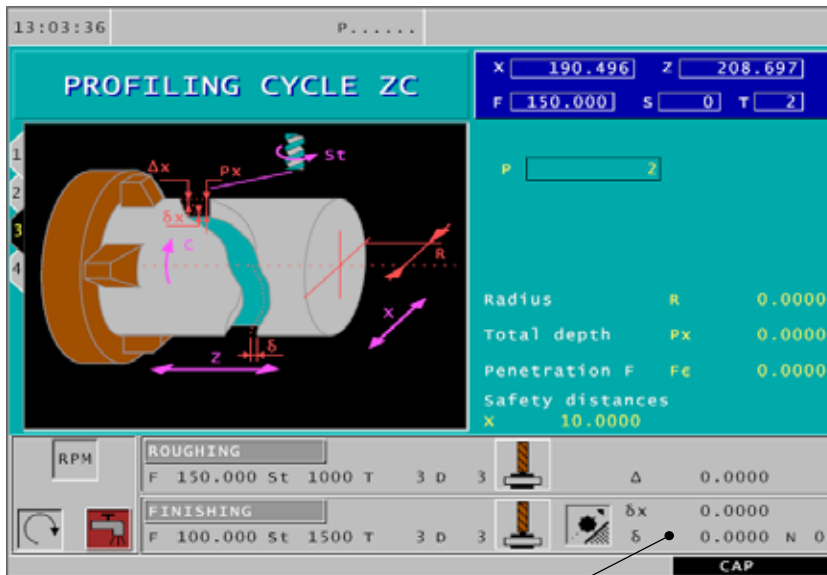 13:03:36 P......
PROFILING CYCLE ZC
X 190.496 Z 208.697
F 150.000 S 0 T 2
1
2
3
4
Δx Px St
δx
C
R
X
Z
δ
P 2
Radius R 0.0000
Total depth Px 0.0000
Penetration F Fc 0.0000
Safety distances
X 10.0000
RPM
ROUGHING
F 150.000 St 1000 T 3 D 3 Δ 0.0000
FINISHING
F 100.000 St 1500 T 3 D 3
δx 0.0000
δ 0.0000 N 0
CAP